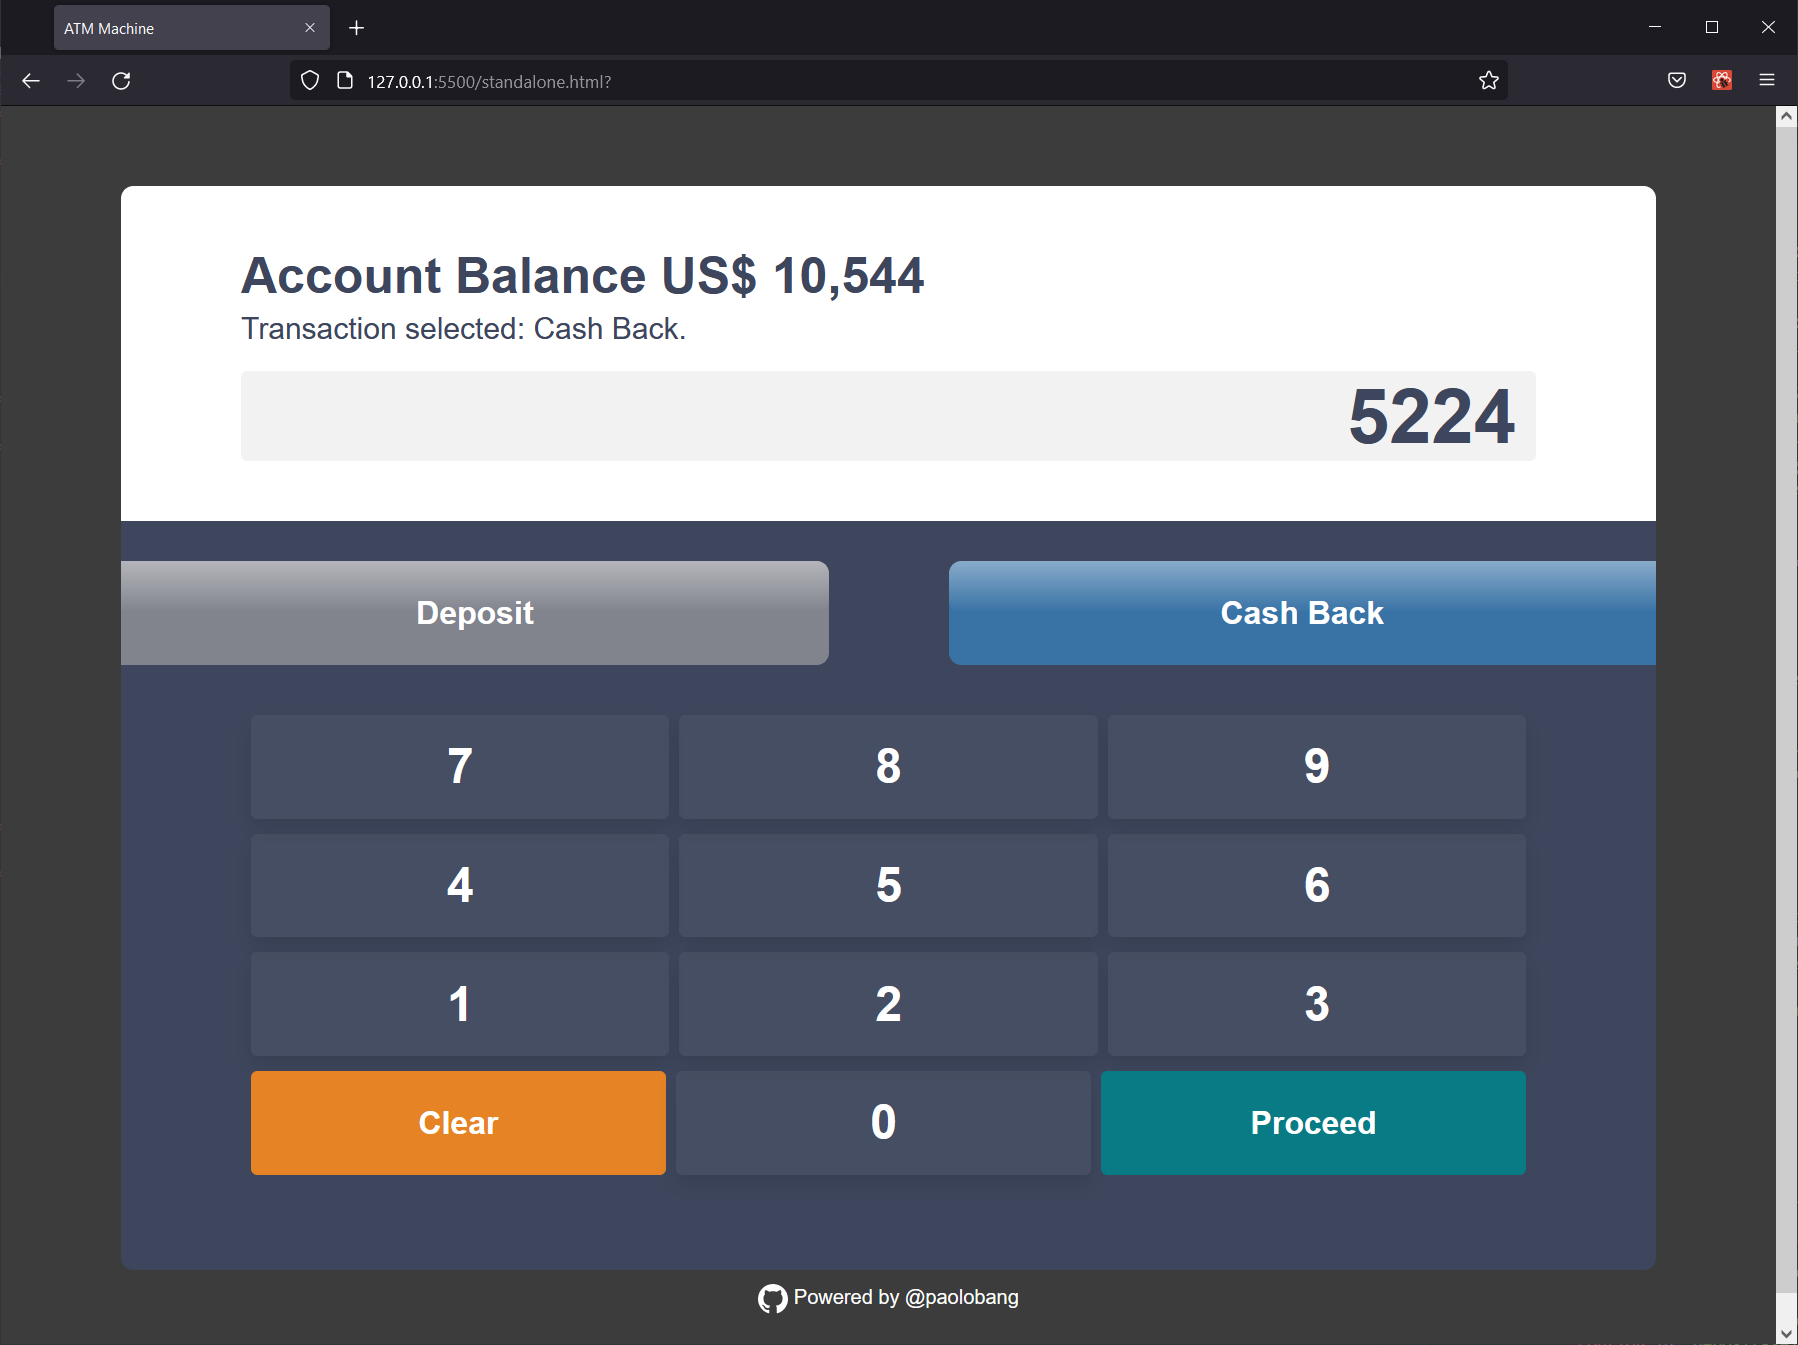 ATM Machine
127.0.0.1:5500/standalone.html?
Account Balance US$ 10,544
Transaction selected: Cash Back.
5224
Deposit
Cash Back
7
8
9
4
5
6
1
2
3
Clear
0
Proceed
Powered by @paolobang